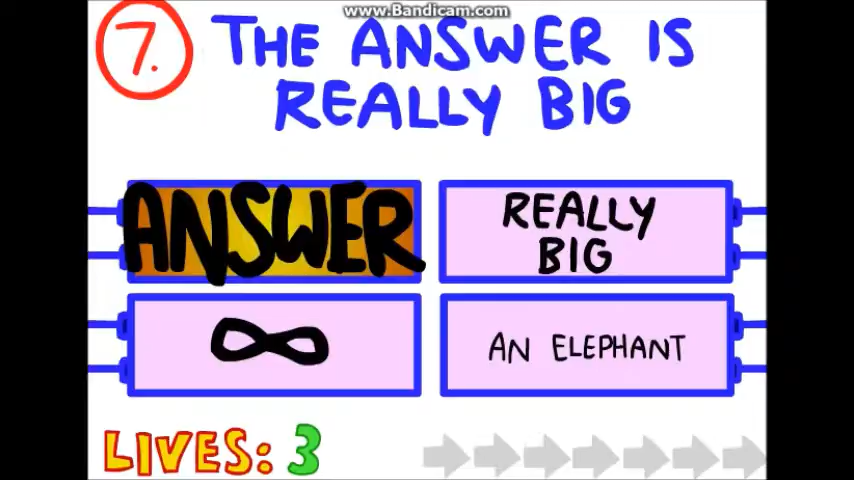 www.Bandicam.com
7.
THE ANSWER IS
REALLY BIG
ANSWER
REALLY
BIG
∞
AN ELEPHANT
LIVES: 3